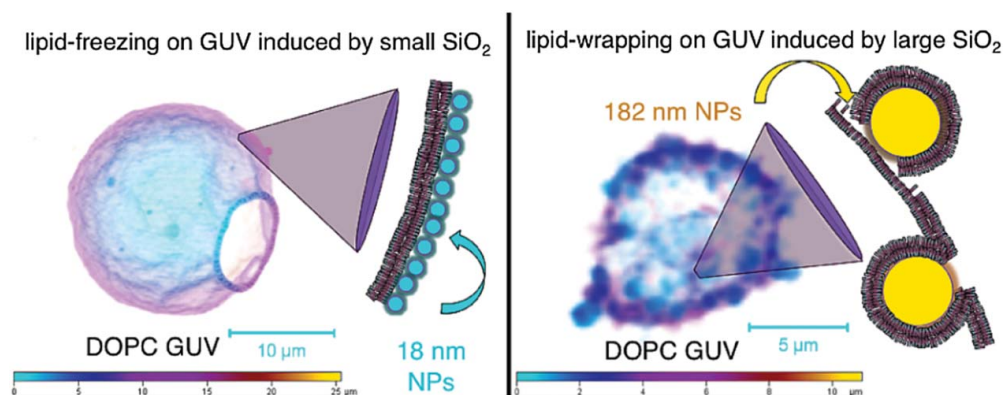 lipid-freezing on GUV induced by small SiO₂
DOPC GUV
10 µm
18 nm
NPs
0 5 10 15 20 25 µm
lipid-wrapping on GUV induced by large SiO₂
182 nm NPs
DOPC GUV
5 µm
0 2 4 6 8 10 µm